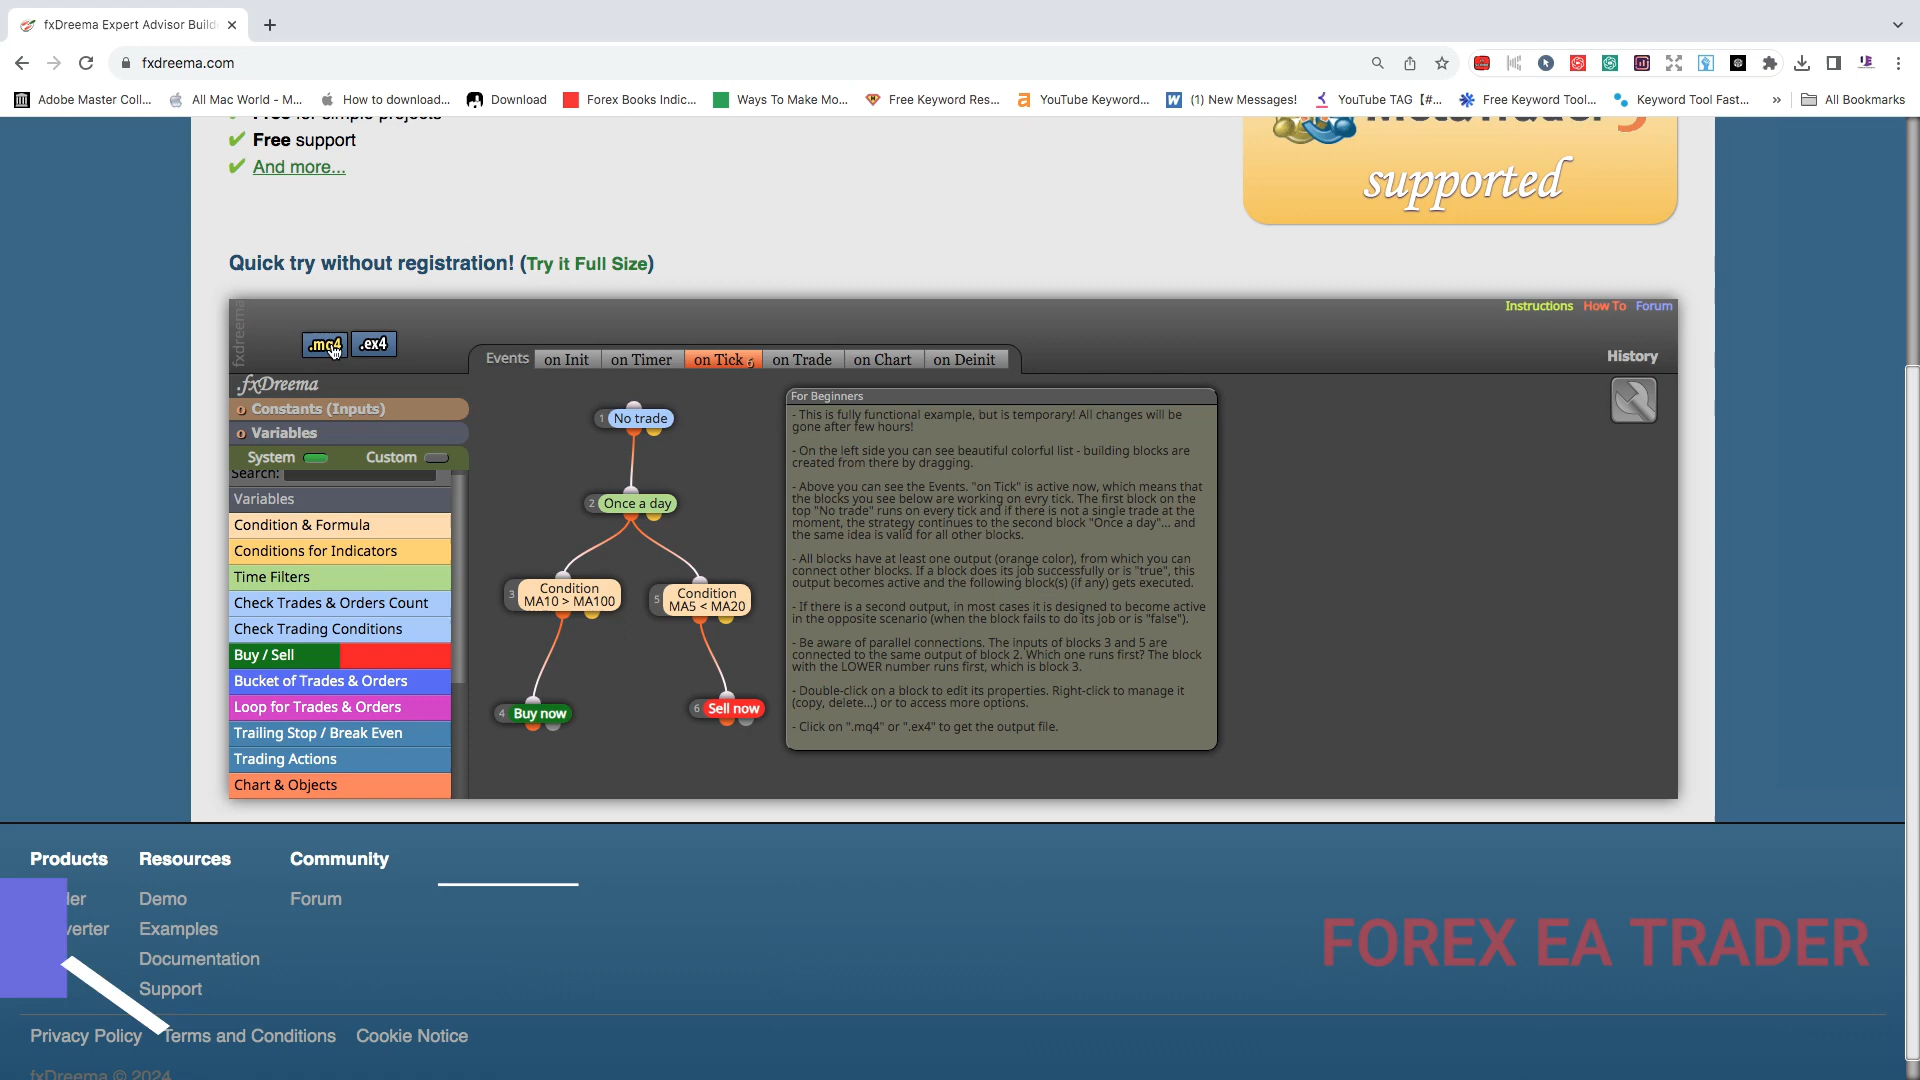 fxDreema Expert Advisor Build
fxdreema.com
Adobe Master Coll...
All Mac World - M...
How to download...
Download
Forex Books Indic...
Ways To Make Mo...
Free Keyword Res...
YouTube Keyword...
(1) New Messages!
YouTube TAG【#...
Free Keyword Tool...
Keyword Tool Fast...
All Bookmarks
Free for simple projects
Free support
And more...
supported
Quick try without registration! (Try it Full Size)
Instructions How To Forum
fxdreema
.mq4 .ex4
Events on Init on Timer on Tick 6 on Trade on Chart on Deinit
History
.fxDreema
Constants (Inputs)
Variables
System Custom
Search:
Variables
Condition & Formula
Conditions for Indicators
Time Filters
Check Trades & Orders Count
Check Trading Conditions
Buy / Sell
Bucket of Trades & Orders
Loop for Trades & Orders
Trailing Stop / Break Even
Trading Actions
Chart & Objects
1 No trade
2 Once a day
3 Condition
MA10 > MA100
5 Condition
MA5 < MA20
4 Buy now
6 Sell now
For Beginners
- This is fully functional example, but is temporary! All changes will be
gone after few hours!
- On the left side you can see beautiful colorful list - building blocks are
created from there by dragging.
- Above you can see the Events. "on Tick" is active now, which means that
the blocks you see below are working on evry tick. The first block on the
top "No trade" runs on every tick and if there is not a single trade at the
moment, the strategy continues to the second block "Once a day"... and
the same idea is valid for all other blocks.
- All blocks have at least one output (orange color), from which you can
connect other blocks. If a block does its job successfully or is "true", this
output becomes active and the following block(s) (if any) gets executed.
- If there is a second output, in most cases it is designed to become active
in the opposite scenario (when the block fails to do its job or is "false").
- Be aware of parallel connections. The inputs of blocks 3 and 5 are
connected to the same output of block 2. Which one runs first? The block
with the LOWER number runs first, which is block 3.
- Double-click on a block to edit its properties. Right-click to manage it
(copy, delete...) or to access more options.
- Click on ".mq4" or ".ex4" to get the output file.
Products Resources Community
Demo Forum
Examples
Documentation
Support
FOREX EA TRADER
Privacy Policy Terms and Conditions Cookie Notice
fxDreema © 2024